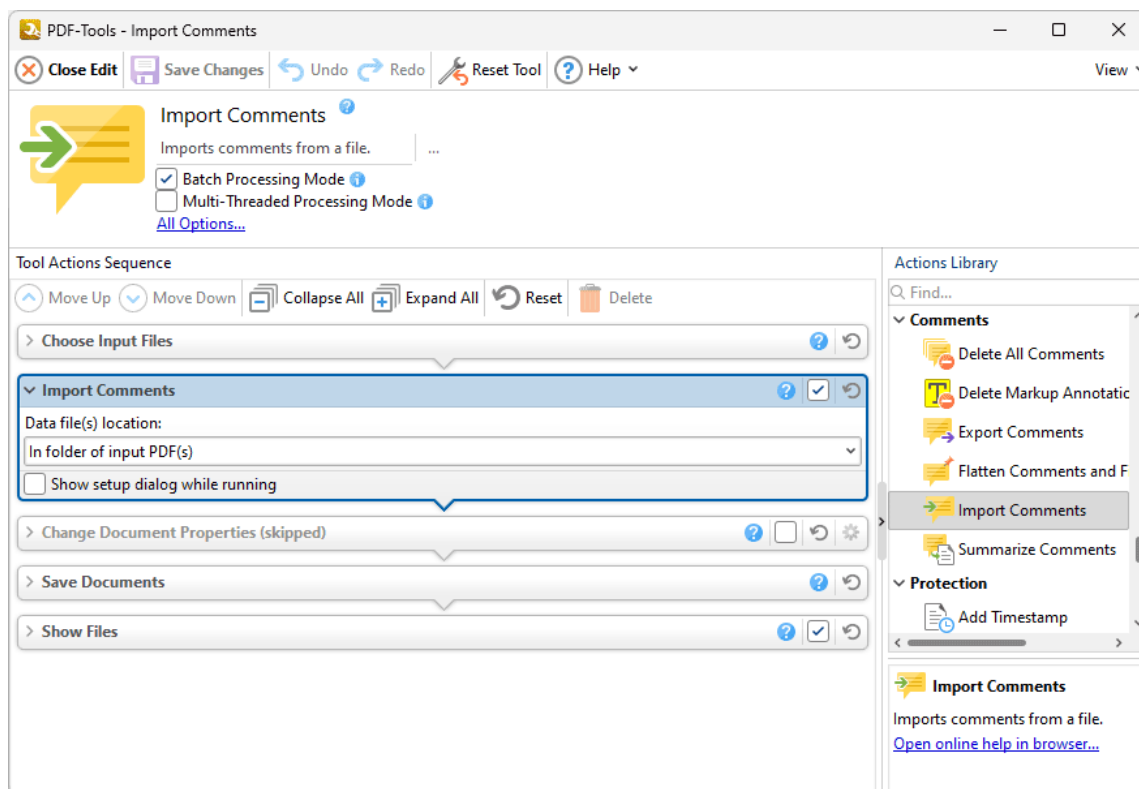 PDF-Tools - Import Comments
Close Edit Save Changes Undo Redo Reset Tool ? Help View
Import Comments ?
Imports comments from a file. ...
Batch Processing Mode i
Multi-Threaded Processing Mode i
All Options...
Tool Actions Sequence
Move Up Move Down Collapse All Expand All Reset Delete
Choose Input Files ?
Import Comments ?
Data file(s) location:
In folder of input PDF(s)
Show setup dialog while running
Change Document Properties (skipped) ?
Save Documents ?
Show Files ?
Actions Library
Find...
Comments
Delete All Comments
T Delete Markup Annotatic
Export Comments
Flatten Comments and F
Import Comments
Summarize Comments
Protection
Add Timestamp
Import Comments
Imports comments from a file.
Open online help in browser...